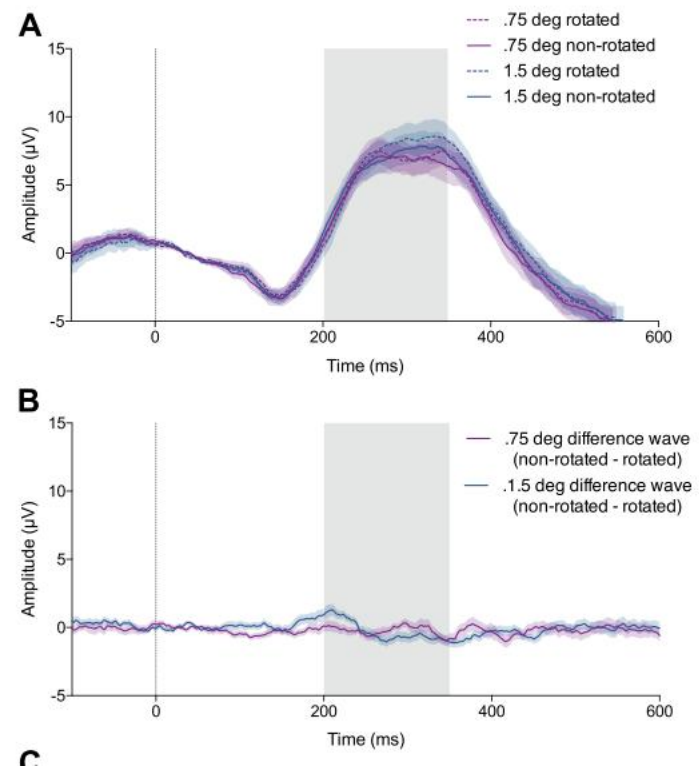 A
.75 deg rotated
.75 deg non-rotated
1.5 deg rotated
1.5 deg non-rotated
15
10
5
0
-5
Amplitude (µV)
0
200
400
600
Time (ms)
B
.75 deg difference wave
(non-rotated - rotated)
.1.5 deg difference wave
(non-rotated - rotated)
15
10
5
0
-5
Amplitude (µV)
0
200
400
600
Time (ms)
C